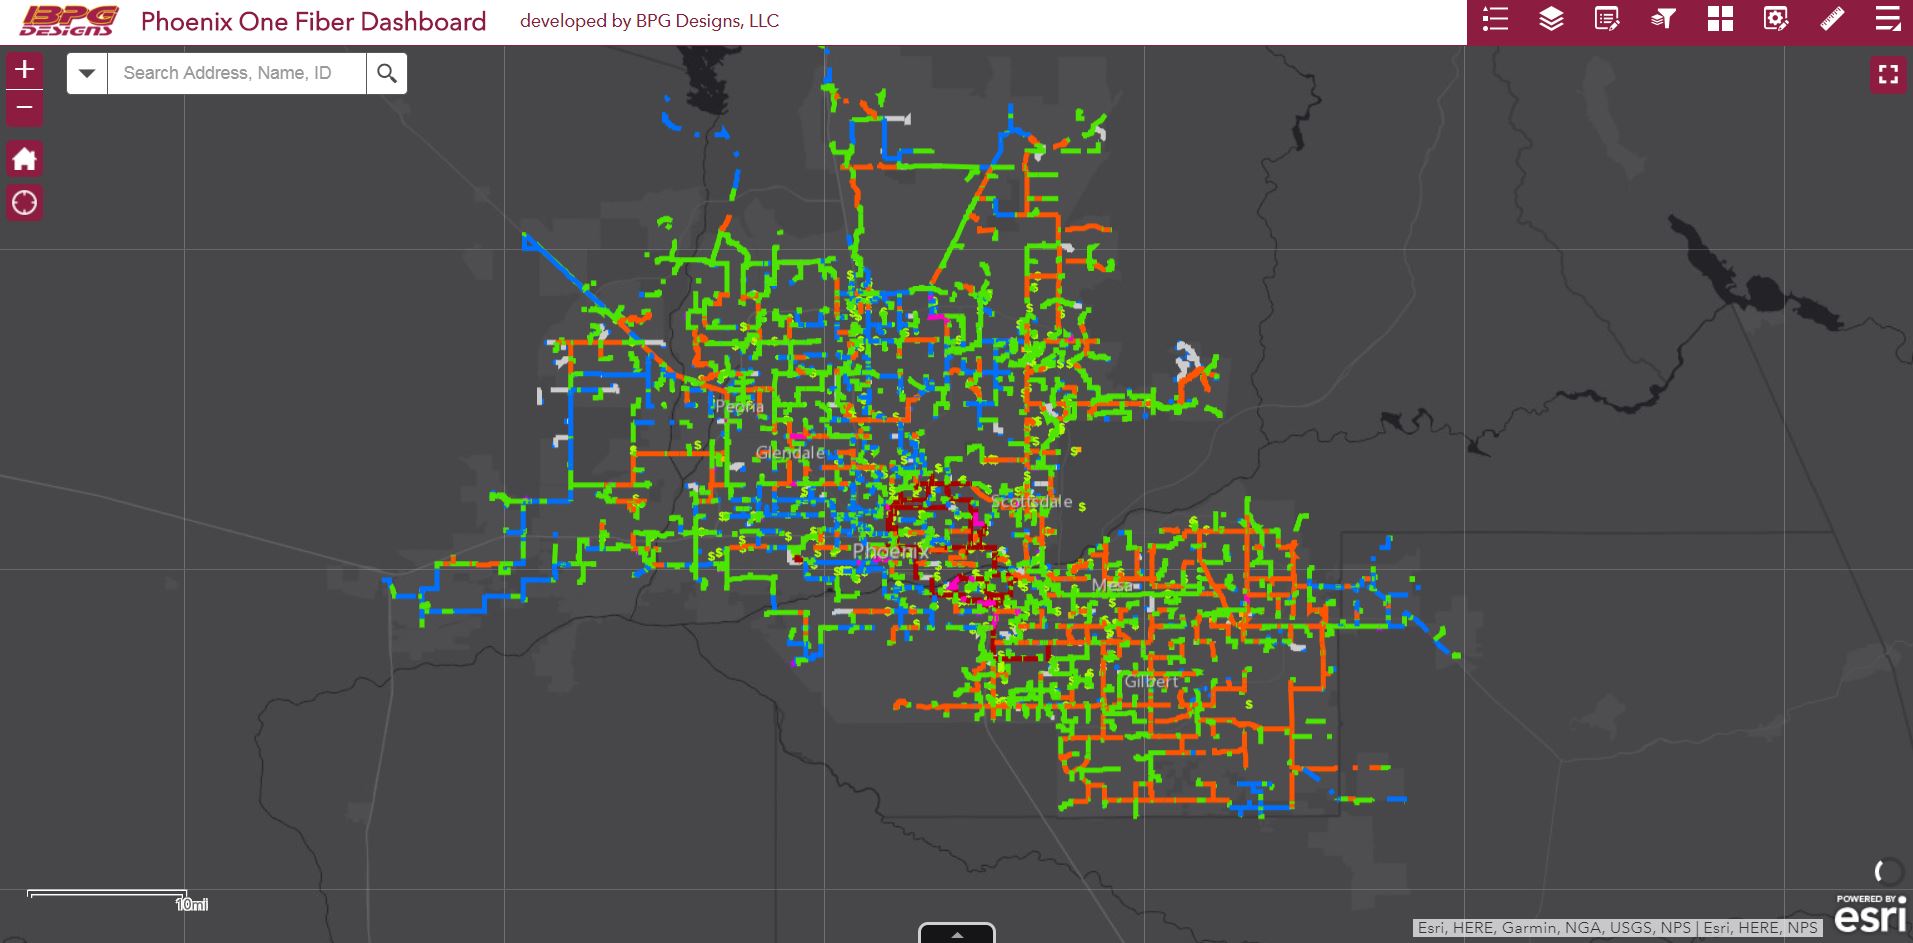 BPG
DESIGNS
Phoenix One Fiber Dashboard
developed by BPG Designs, LLC
+
−
Search Address, Name, ID
Peoria
Glendale
Scottsdale
Phoenix
Mesa
Gilbert
10mi
POWERED BY
esri
Esri, HERE, Garmin, NGA, USGS, NPS | Esri, HERE, NPS